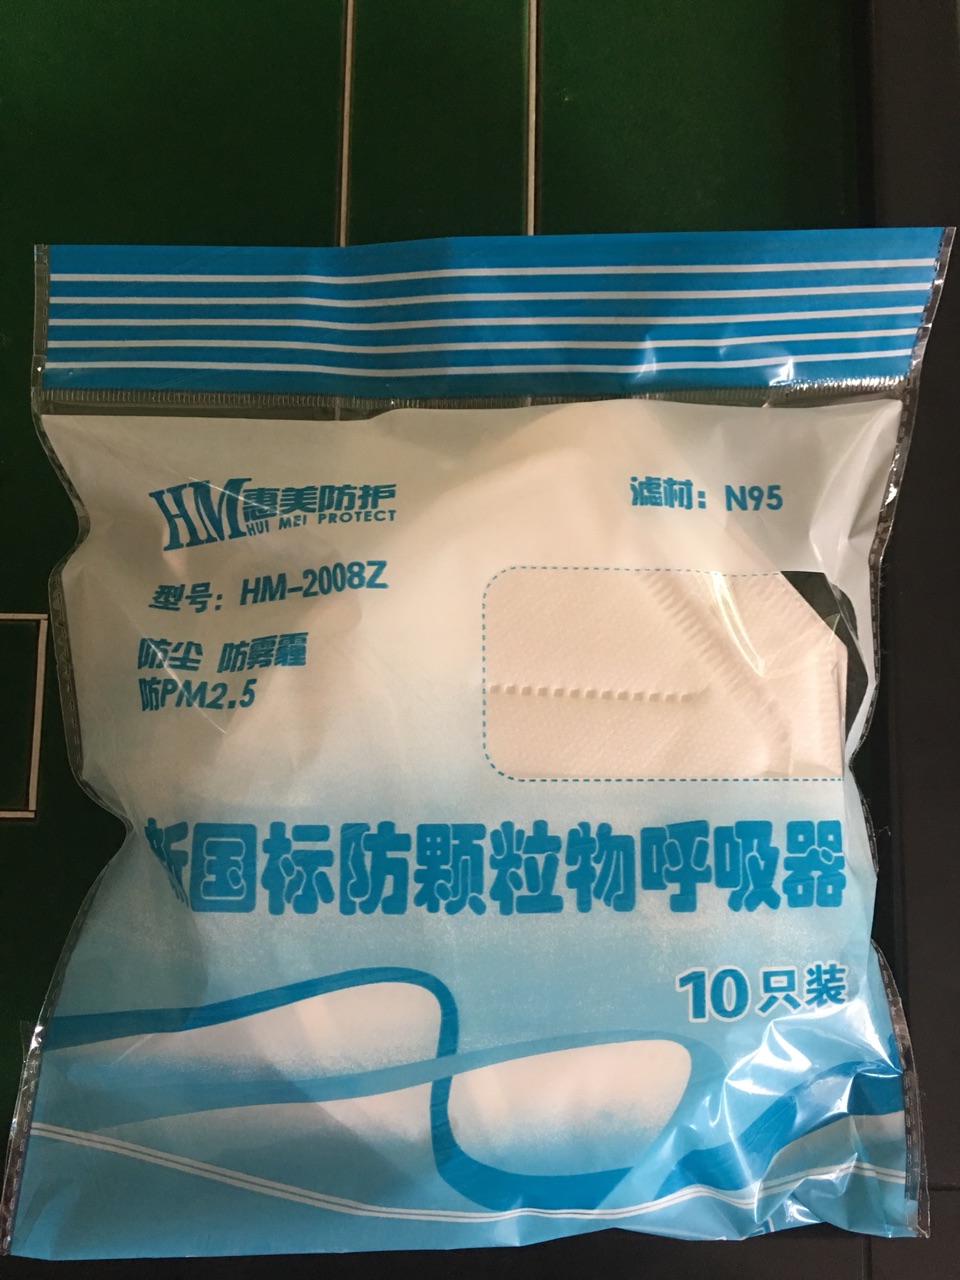 HM惠美防护
HUI MEI PROTECT
滤材：N95
型号：HM-2008Z
防尘 防雾霾
防PM2.5
新国标防颗粒物呼吸器
10只装